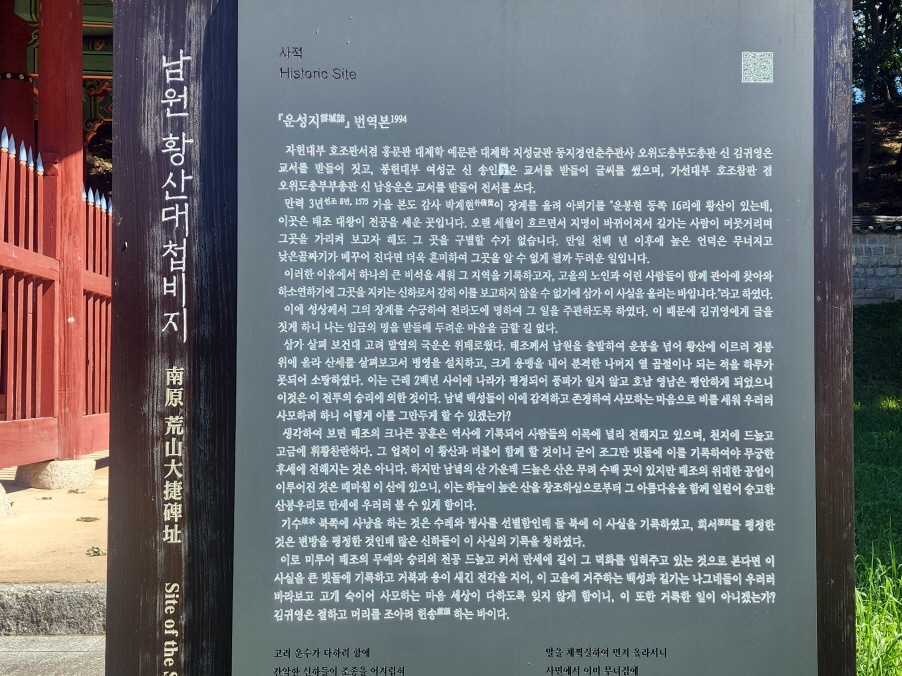 남원 황산대첩비지
南原 荒山大捷碑址
Site of the
사적
Historic Site
『운성지雲城誌』 번역본1994
자헌대부 호조판서겸 홍문관 대제학 예문관 대제학 지성균관 동지경연춘추관사 오위도총부도총관 신 김귀영은
교서를 받들어 짓고, 봉헌대부 여성군 신 송인은 교서를 받들어 글씨를 썼으며, 가선대부 호조참판 겸
오위도총부부총관 신 남응운은 교서를 받들어 전서를 쓰다.
만력 3년선조 8년, 1575 가을 본도 감사 박계현朴啓賢이 장계를 올려 아뢰기를 "운봉현 동쪽 16리에 황산이 있는데,
이곳은 태조 대왕이 전공을 세운 곳입니다. 오랜 세월이 흐르면서 지명이 바뀌어져서 길가는 사람이 머뭇거리며
그곳을 가리켜 보고자 해도 그 곳을 구별할 수가 없습니다. 만일 천백 년 이후에 높은 언덕은 무너지고
낮은골짜기가 메꾸어 진다면 더욱 혼미하여 그곳을 알 수 없게 될까 두려운 일입니다.
이러한 이유에서 하나의 큰 비석을 세워 그 지역을 기록하고자, 고을의 노인과 어린 사람들이 함께 관아에 찾아와
하소연하기에 그곳을 지키는 신하로서 감히 이를 보고하지 않을 수 없기에 삼가 이 사실을 올리는 바입니다."라고 하였다.
이에 성상께서 그의 장계를 수긍하여 전라도에 명하여 그 일을 주관하도록 하였다. 이 때문에 김귀영에게 글을
짓게 하니 나는 임금의 명을 받들매 두려운 마음을 금할 길 없다.
삼가 살펴 보건대 고려 말엽의 국운은 위태로웠다. 태조께서 남원을 출발하여 운봉을 넘어 황산에 이르러 정봉
위에 올라 산세를 살펴보고서 병영을 설치하고, 크게 용맹을 내어 분격한 나머지 열 곱절이나 되는 적을 하루가
못되어 소탕하였다. 이는 근래 2백년 사이에 나라가 평정되어 풍파가 일지 않고 호남 영남은 평안하게 되었으니
이것은 이 전투의 승리에 의한 것이다. 남녘 백성들이 이에 감격하고 존경하여 사모하는 마음으로 비를 세워 우러러
사모하려 하니 어떻게 이를 그만두게 할 수 있겠는가?
생각하여 보면 태조의 크나큰 공훈은 역사에 기록되어 사람들의 이목에 널리 전해지고 있으며, 천지에 드높고
고금에 휘황찬란하다. 그 업적이 이 황산과 더불어 함께 할 것이니 굳이 조그만 빗돌에 이를 기록하여야 무궁한
후세에 전해지는 것은 아니다. 하지만 남녘의 산 가운데 드높은 산은 무려 수백 곳이 있지만 태조의 위대한 공업이
이루어진 것은 때마침 이 산에 있으니, 이는 하늘이 높은 산을 창조하심으로부터 그 아름다움을 함께 일컬어 숭고한
산봉우리로 만세에 우러러 볼 수 있게 함이다.
기수 북쪽에 사냥을 하는 것은 수레와 병사를 선별함인데 돌 북에 이 사실을 기록하였고, 회서淮西를 평정한
것은 변방을 평정한 것인데 많은 신하들이 이 사실의 기록을 청하였다.
이로 미루어 태조의 무예와 승리의 전공 드높고 커서 만세에 길이 그 덕화를 입혀주고 있는 것으로 본다면 이
사실을 큰 빗돌에 기록하고 거북과 용이 새긴 전각을 지어, 이 고을에 거주하는 백성과 길가는 나그네들이 우러러
바라보고 고개 숙이어 사모하는 마음 세상이 다하도록 잊지 않게 함이니, 이 또한 거룩한 일이 아니겠는가?
김귀영은 절하고 머리를 조아려 헌송獻頌 하는 바이다.
고려 운수가 다하려 함에
간악한 신하들이 조종을 어지럽혀
말을 채찍질하여 먼저 올라서니
사면에서 이미 무너짐에